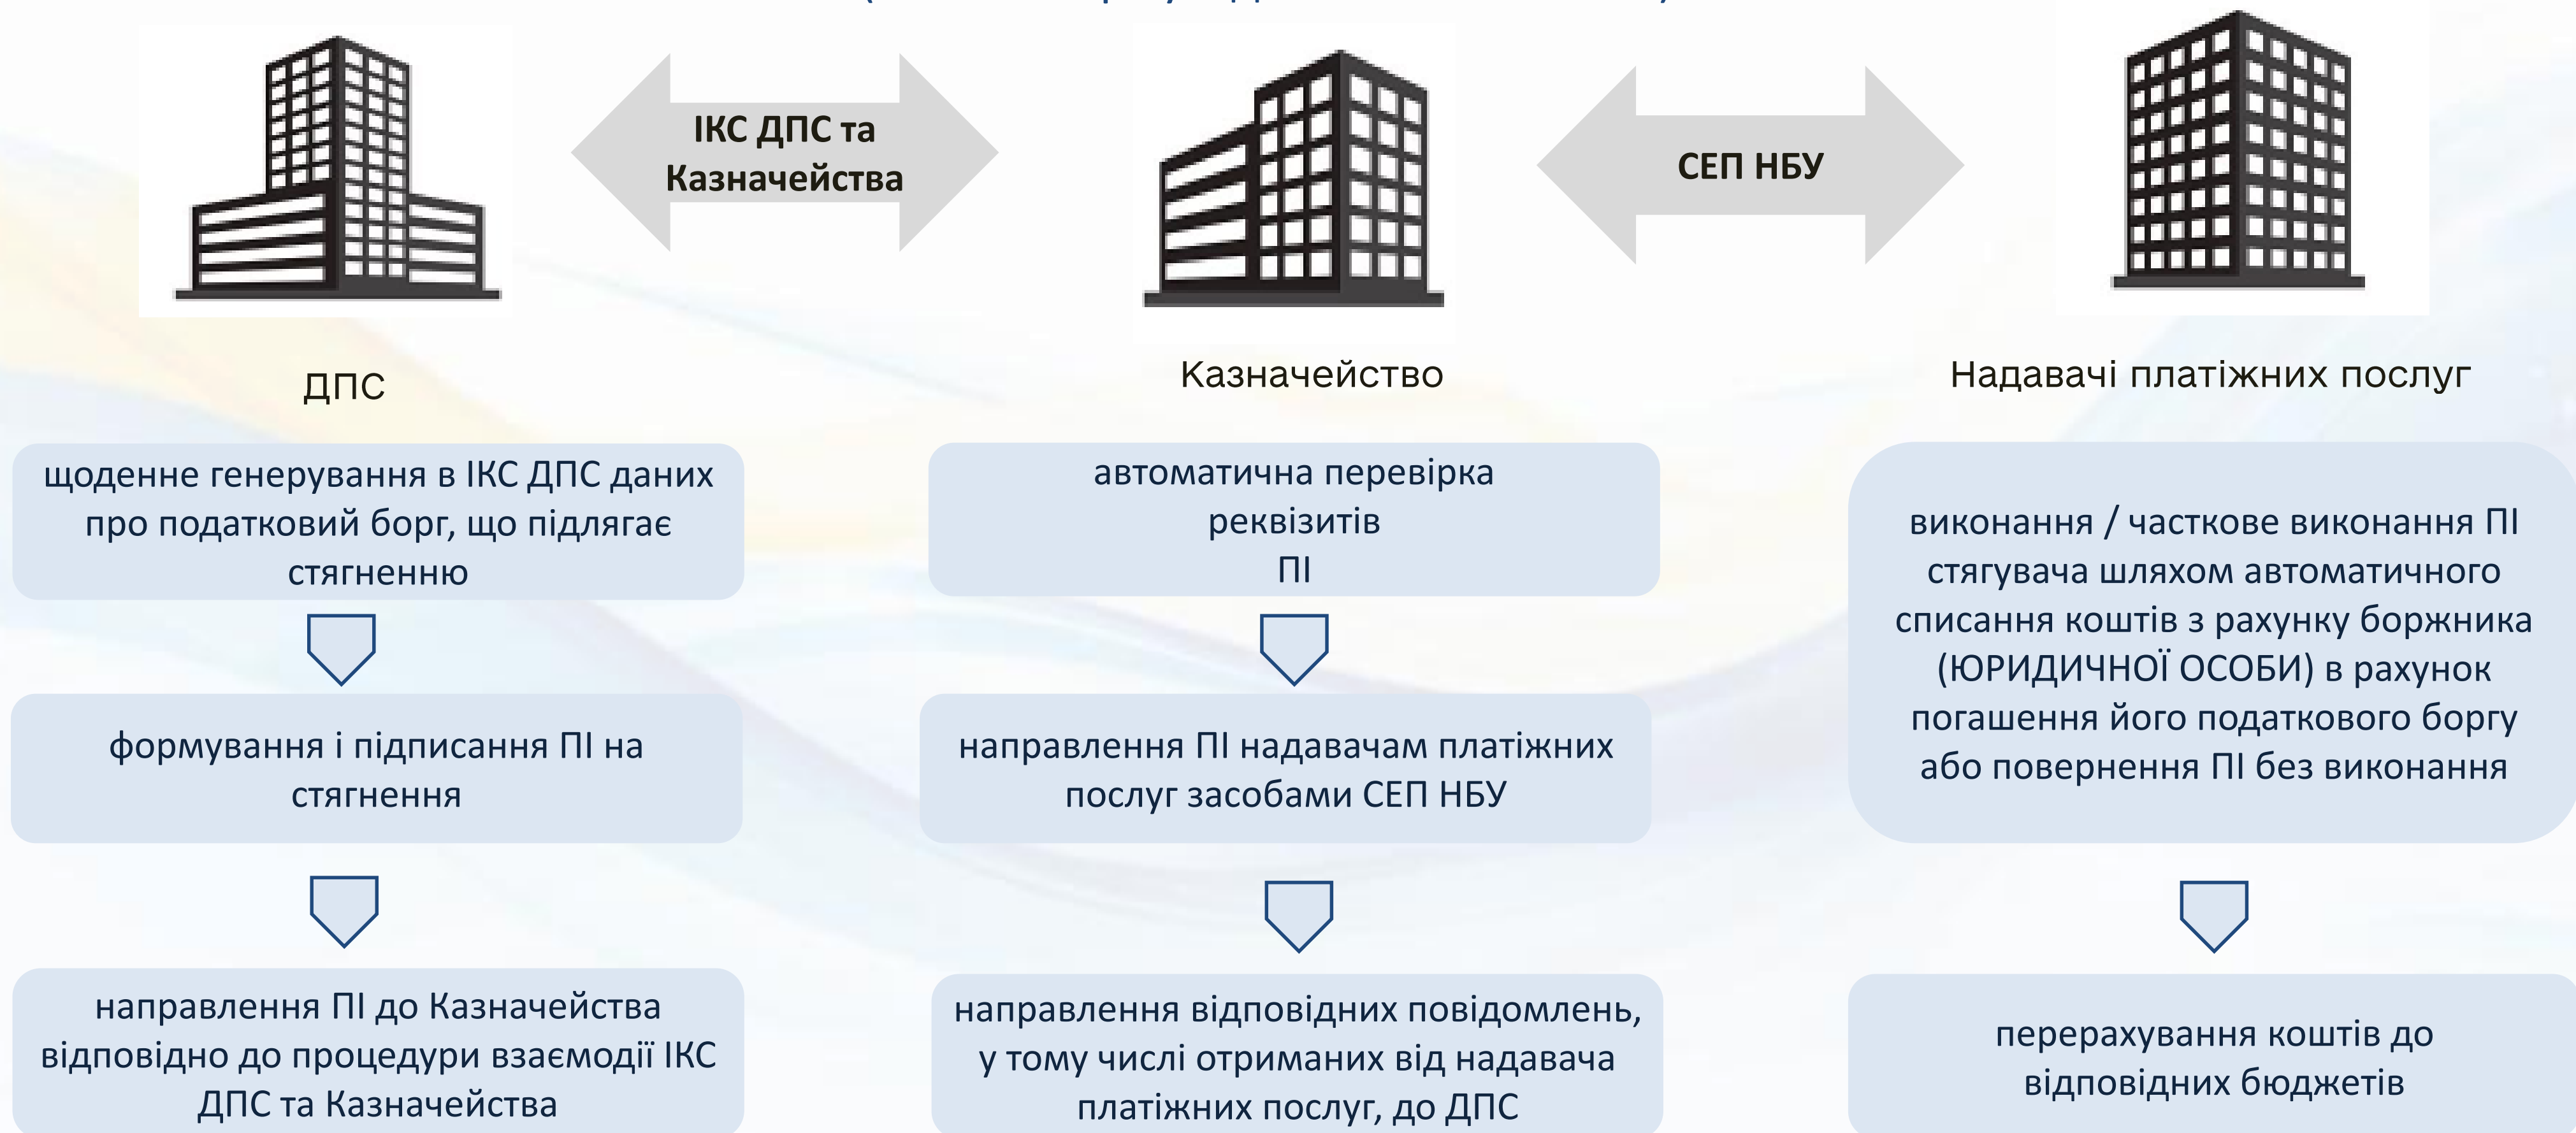 ІКС ДПС та
Казначейства
СЕП НБУ
ДПС
Казначейство
Надавачі платіжних послуг
щоденне генерування в ІКС ДПС даних
про податковий борг, що підлягає
стягненню
формування і підписання ПІ на
стягнення
направлення ПІ до Казначейства
відповідно до процедури взаємодії ІКС
ДПС та Казначейства
автоматична перевірка
реквізитів
ПІ
направлення ПІ надавачам платіжних
послуг засобами СЕП НБУ
направлення відповідних повідомлень,
у тому числі отриманих від надавача
платіжних послуг, до ДПС
виконання / часткове виконання ПІ
стягувача шляхом автоматичного
списання коштів з рахунку боржника
(ЮРИДИЧНОЇ ОСОБИ) в рахунок
погашення його податкового боргу
або повернення ПІ без виконання
перерахування коштів до
відповідних бюджетів